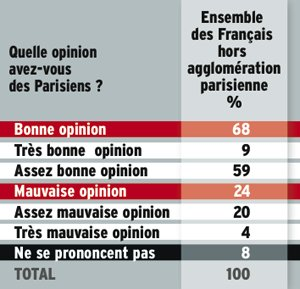 Quelle opinion
avez-vous
des Parisiens ?
Ensemble
des Français
hors
agglomération
parisienne
%
Bonne opinion 68
Très bonne opinion 9
Assez bonne opinion 59
Mauvaise opinion 24
Assez mauvaise opinion 20
Très mauvaise opinion 4
Ne se prononcent pas 8
TOTAL 100